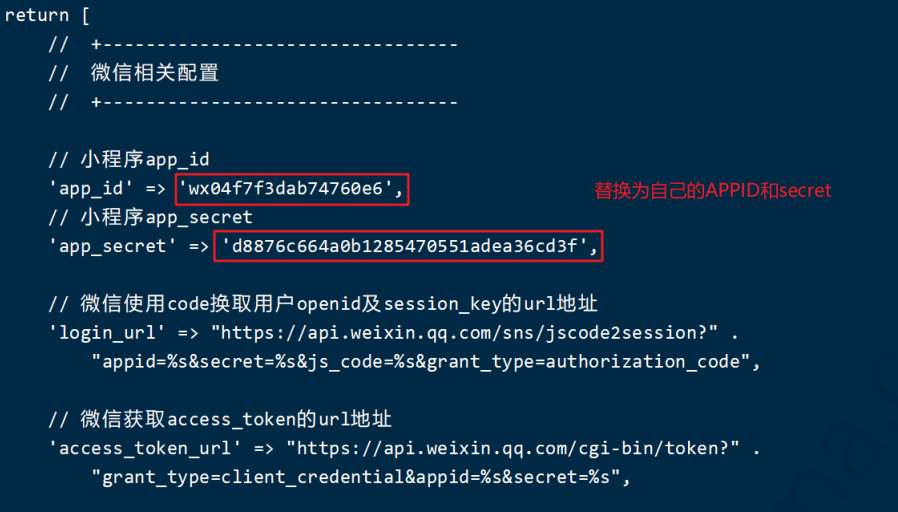 return [
// +---------------------------------
// 微信相关配置
// +---------------------------------
// 小程序app_id
'app_id' => 'wx04f7f3dab74760e6',
替换为自己的APPID和secret
// 小程序app_secret
'app_secret' => 'd8876c664a0b1285470551adea36cd3f',
// 微信使用code换取用户openid及session_key的url地址
'login_url' => "https://api.weixin.qq.com/sns/jscode2session?" .
"appid=%s&secret=%s&js_code=%s&grant_type=authorization_code",
// 微信获取access_token的url地址
'access_token_url' => "https://api.weixin.qq.com/cgi-bin/token?" .
"grant_type=client_credential&appid=%s&secret=%s",